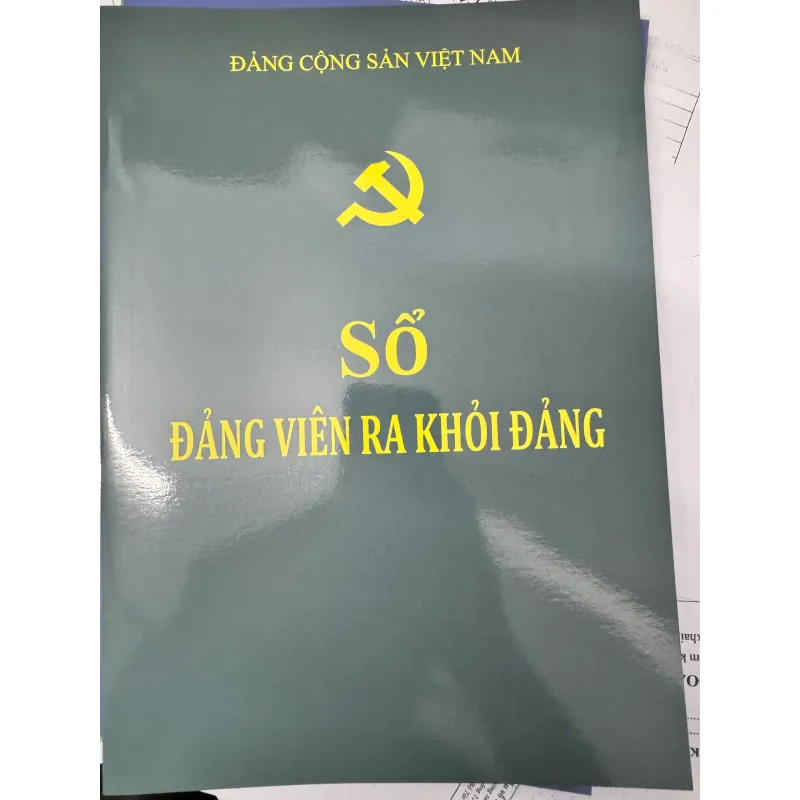 ĐẢNG CỘNG SẢN VIỆT NAM
SỔ
ĐẢNG VIÊN RA KHỎI ĐẢNG